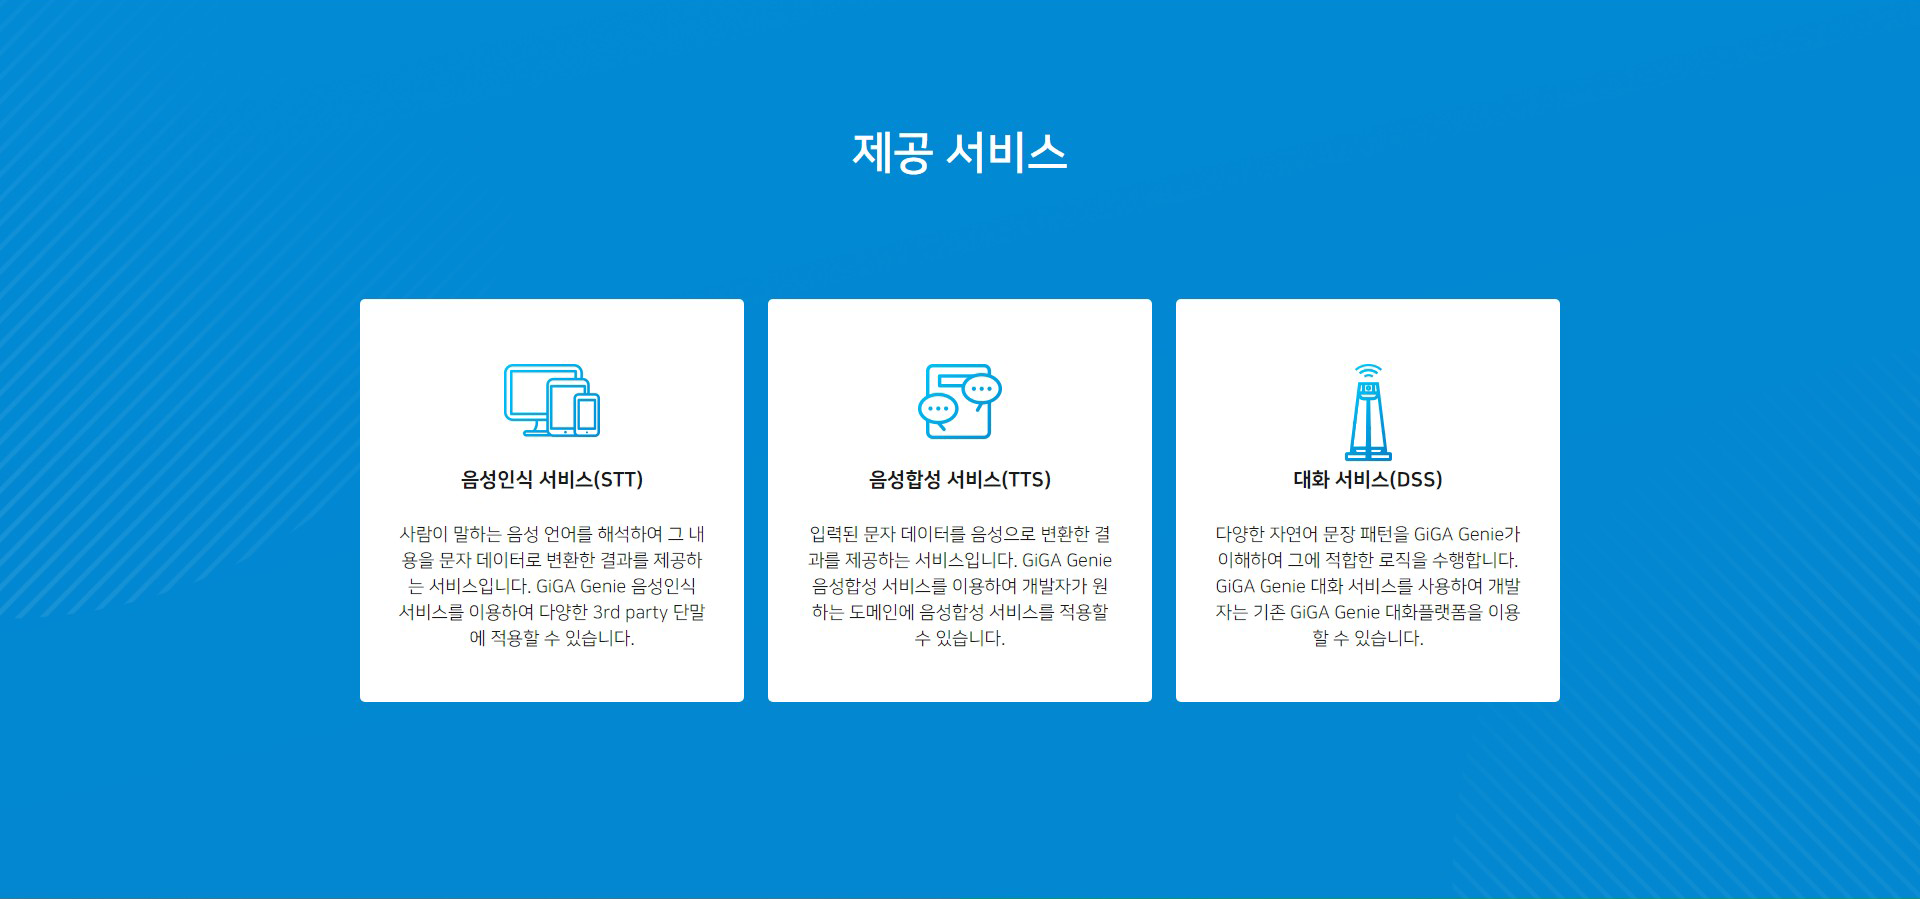 제공 서비스
음성인식 서비스(STT)
사람이 말하는 음성 언어를 해석하여 그 내
용을 문자 데이터로 변환한 결과를 제공하
는 서비스입니다. GiGA Genie 음성인식
서비스를 이용하여 다양한 3rd party 단말
에 적용할 수 있습니다.
음성합성 서비스(TTS)
입력된 문자 데이터를 음성으로 변환한 결
과를 제공하는 서비스입니다. GiGA Genie
음성합성 서비스를 이용하여 개발자가 원
하는 도메인에 음성합성 서비스를 적용할
수 있습니다.
대화 서비스(DSS)
다양한 자연어 문장 패턴을 GiGA Genie가
이해하여 그에 적합한 로직을 수행합니다.
GiGA Genie 대화 서비스를 사용하여 개발
자는 기존 GiGA Genie 대화플랫폼을 이용
할 수 있습니다.